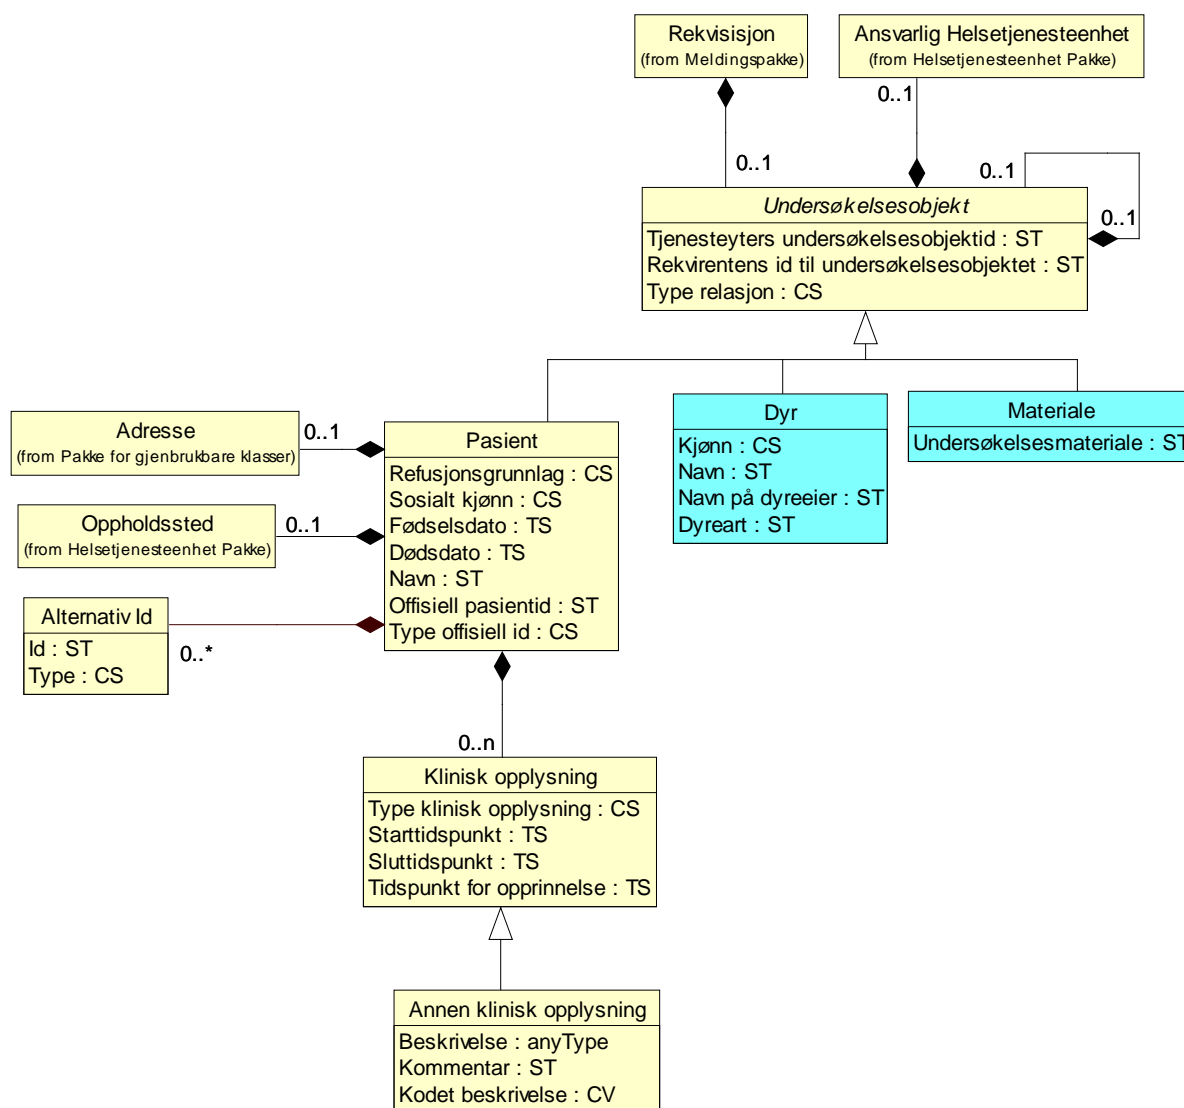 Rekvisisjon
(from Meldingspakke)
Ansvarlig Helsetjenesteenhet
(from Helsetjenesteenhet Pakke)
0..1
0..1
0..1
0..1
Undersøkelsesobjekt
Tjenesteyters undersøkelsesobjektid : ST
Rekvirentens id til undersøkelsesobjektet : ST
Type relasjon : CS
Dyr
Kjønn : CS
Navn : ST
Navn på dyreeier : ST
Dyreart : ST
Materiale
Undersøkelsesmateriale : ST
Adresse
(from Pakke for gjenbrukbare klasser)
0..1
Pasient
Refusjonsgrunnlag : CS
Sosialt kjønn : CS
Fødselsdato : TS
Dødsdato : TS
Navn : ST
Offisiell pasientid : ST
Type offisiell id : CS
Oppholdssted
(from Helsetjenesteenhet Pakke)
0..1
Alternativ Id
Id : ST
Type : CS
0..*
0..n
Klinisk opplysning
Type klinisk opplysning : CS
Starttidspunkt : TS
Sluttidspunkt : TS
Tidspunkt for opprinnelse : TS
Annen klinisk opplysning
Beskrivelse : anyType
Kommentar : ST
Kodet beskrivelse : CV